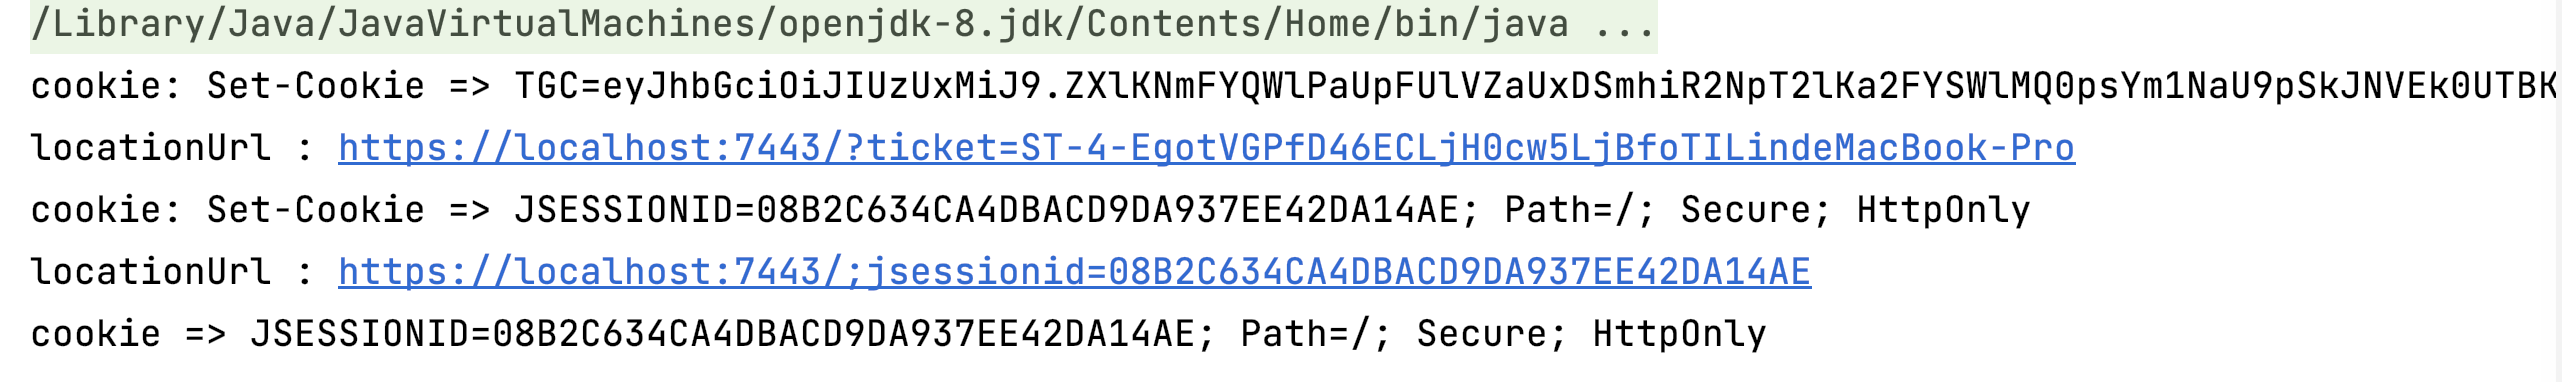 /Library/Java/JavaVirtualMachines/openjdk-8.jdk/Contents/Home/bin/java ...
cookie: Set-Cookie => TGC=eyJhbGciOiJIUzUxMiJ9.ZXlKNmFYQWlPaUpFUlVZaUxDSmhiR2NpT2lKa2FYSWlMQ0psYm1NaU9pSkJNVEk0UTBK
locationUrl : https://localhost:7443/?ticket=ST-4-EgotVGPfD46ECLjH0cw5LjBfoTILindeMacBook-Pro
cookie: Set-Cookie => JSESSIONID=08B2C634CA4DBACD9DA937EE42DA14AE; Path=/; Secure; HttpOnly
locationUrl : https://localhost:7443/;jsessionid=08B2C634CA4DBACD9DA937EE42DA14AE
cookie => JSESSIONID=08B2C634CA4DBACD9DA937EE42DA14AE; Path=/; Secure; HttpOnly